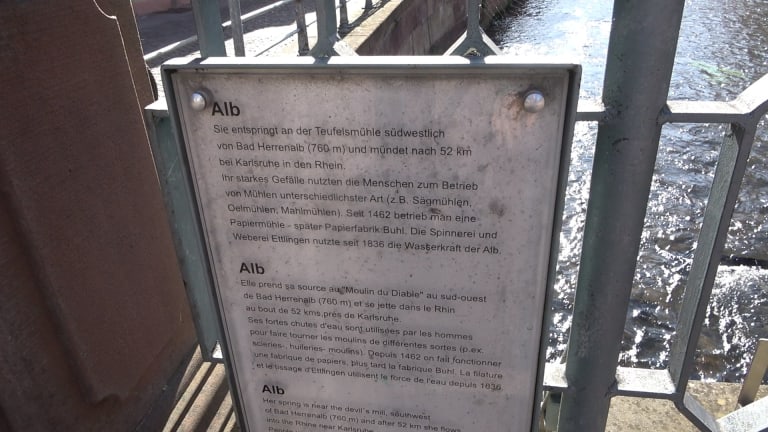 Alb
Sie entspringt an der Teufelsmühle südwestlich
von Bad Herrenalb (760 m) und mündet nach 52 km
bei Karlsruhe in den Rhein.
Ihr starkes Gefälle nutzten die Menschen zum Betrieb
von Mühlen unterschiedlichster Art (z.B. Sägmühlen,
Oelmühlen, Mahlmühlen). Seit 1462 betrieb man eine
Papiermühle - später Papierfabrik Buhl. Die Spinnerei und
Weberei Ettlingen nutzte seit 1836 die Wasserkraft der Alb.
Alb
Elle prend sa source au "Moulin du Diable" au sud-ouest
de Bad Herrenalb (760 m) et se jette dans le Rhin
au bout de 52 kms près de Karlsruhe.
Ses fortes chutes d'eau sont utilisées par les hommes
pour faire tourner les moulins de différentes sortes (p.ex.
scieries-, huileries- moulins). Depuis 1462 on fait fonctionner
une fabrique de papiers, plus tard la fabrique Buhl. La filature
et le tissage d'Ettlingen utilisent le force de l'eau depuis 1836.
Alb
Her spring is near the devil's mill, southwest
of Bad Herrenalb (760 m) and after 52 km she flows
into the Rhine near Karlsruhe.